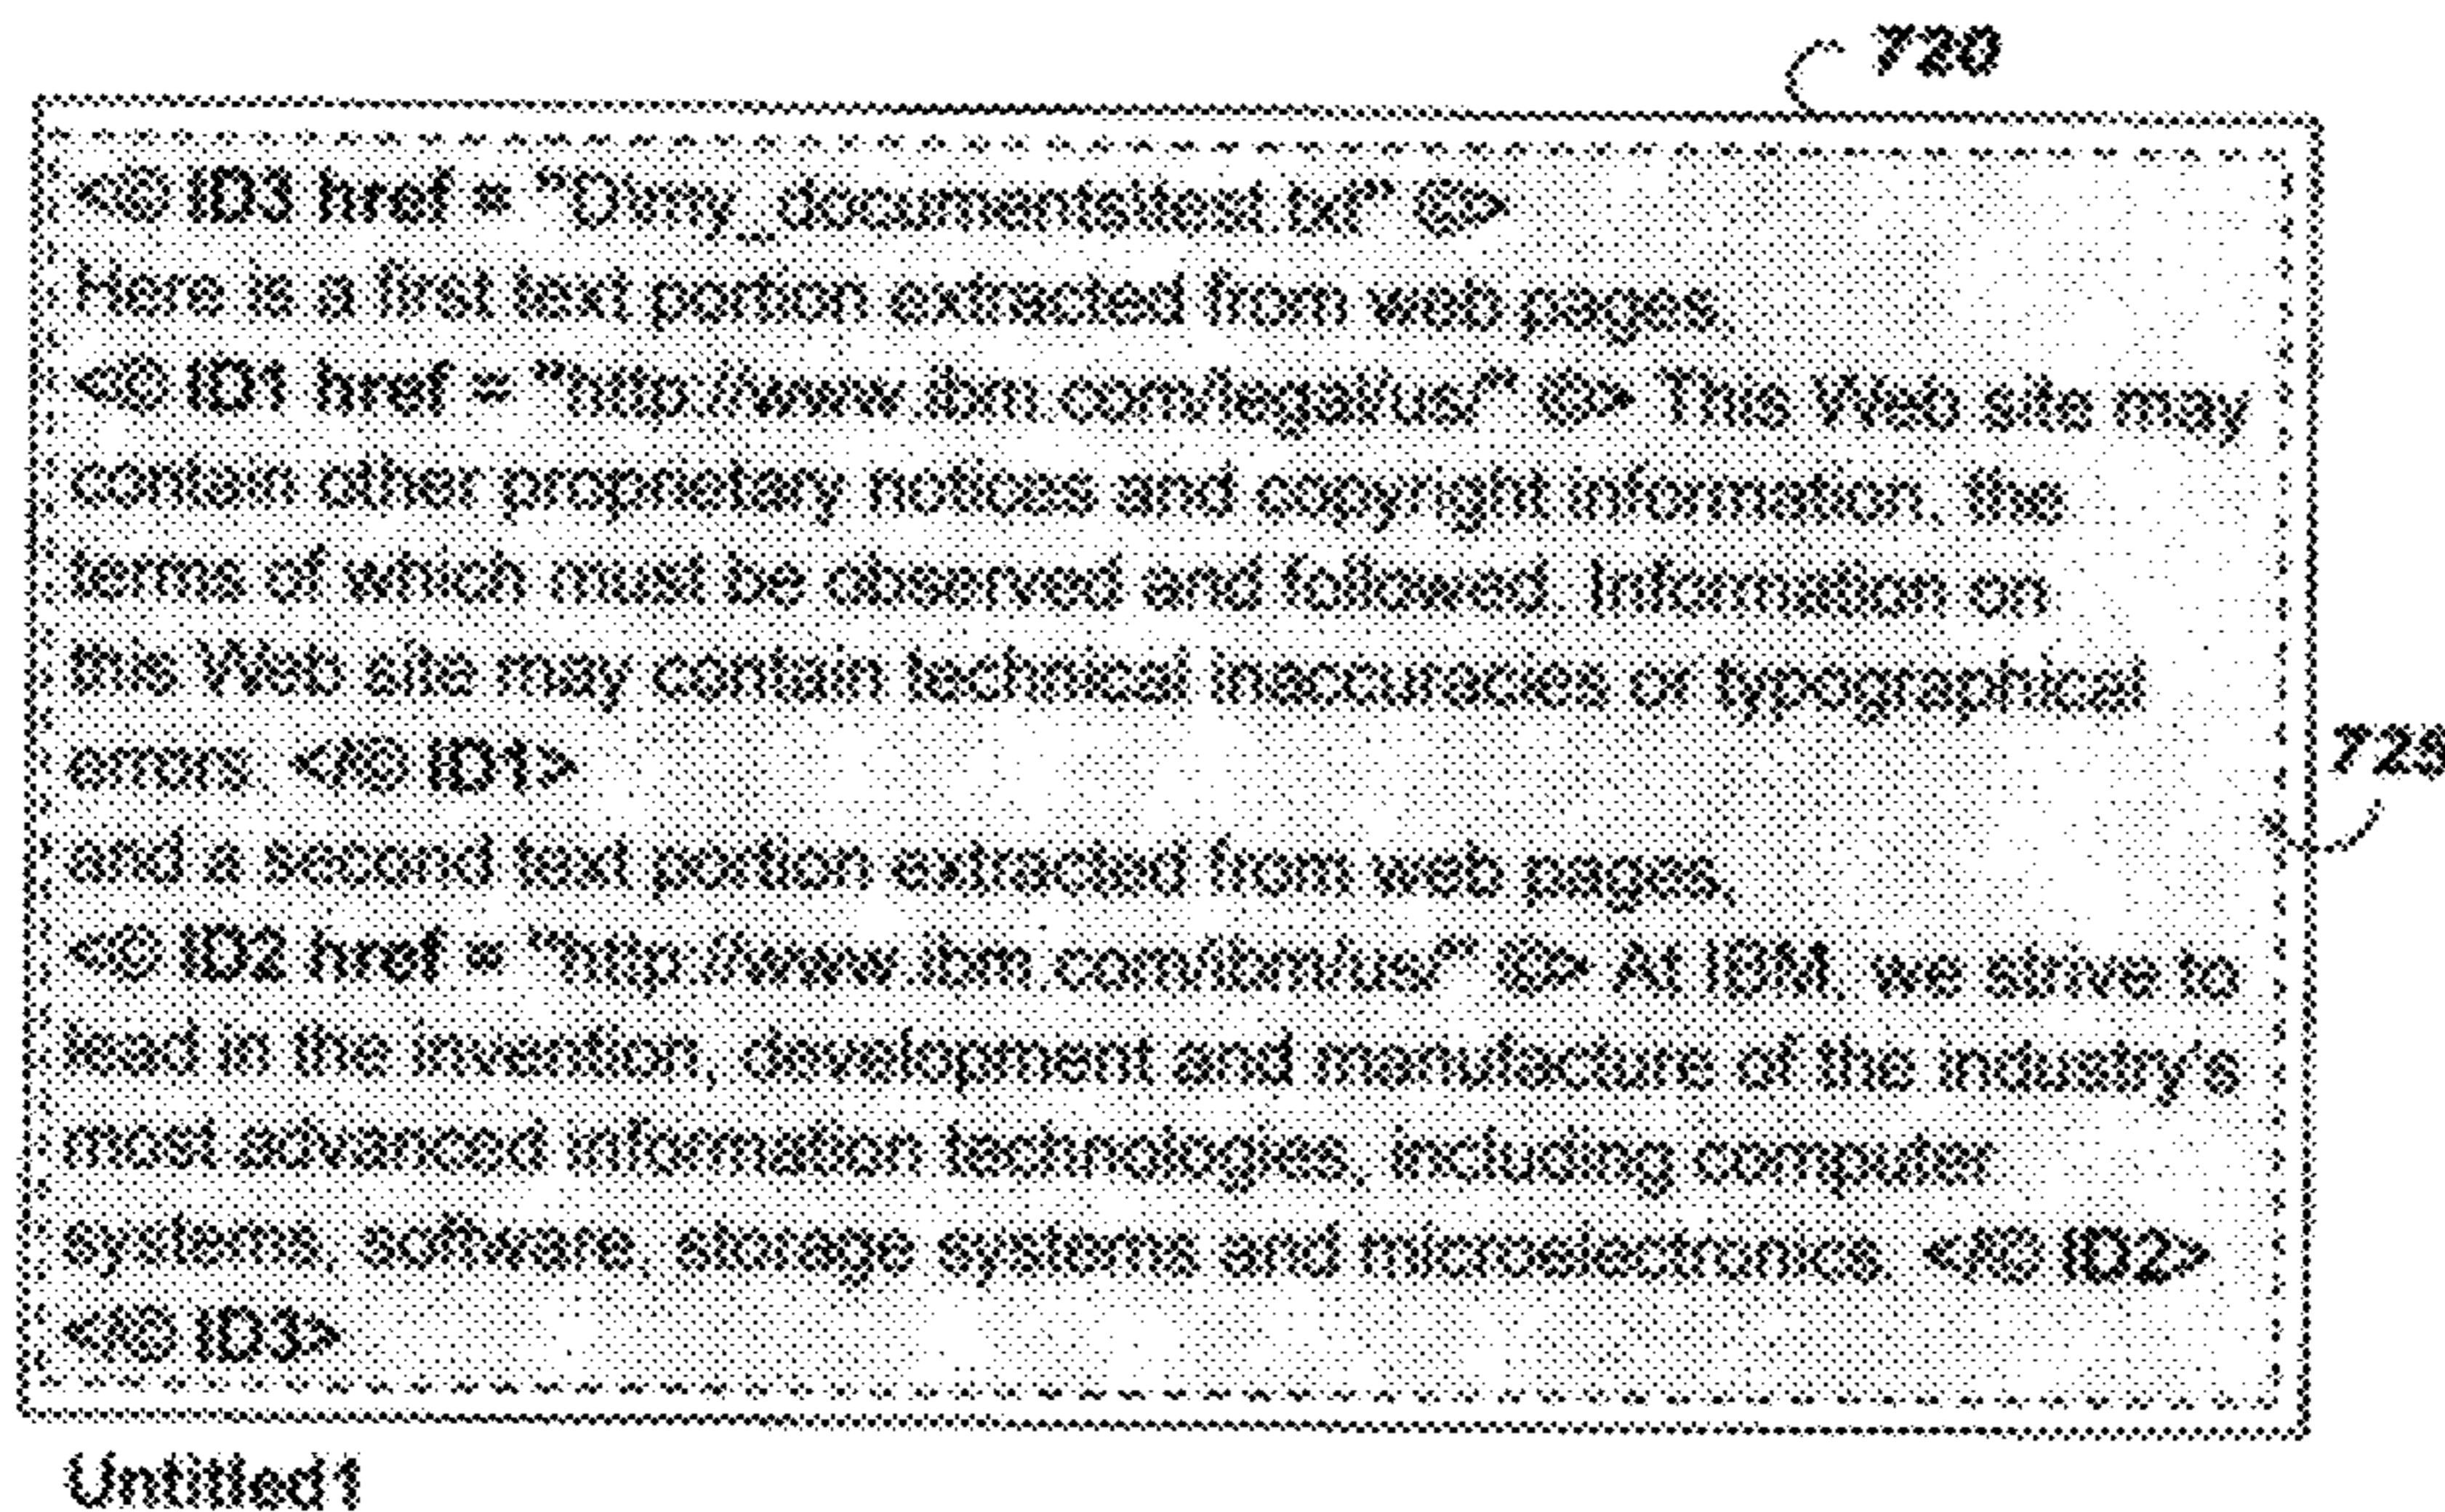 720
<© ID3 href = "D:my_documents\test.txt" ©>
Here is a first text portion extracted from web pages.
<© ID1 href = "http://www.ibm.com/legal/us/" ©> This Web site may
contain other proprietary notices and copyright information, the
terms of which must be observed and followed. Information on
this Web site may contain technical inaccuracies or typographical
errors. </© ID1>
725
and a second text portion extracted from web pages.
<© ID2 href = "http://www.ibm.com/ibm/us/" ©> At IBM, we strive to
lead in the invention, development and manufacture of the industry's
most advanced information technologies, including computer
systems, software, storage systems and microelectronics. </© ID2>
</© ID3>
Untitled1